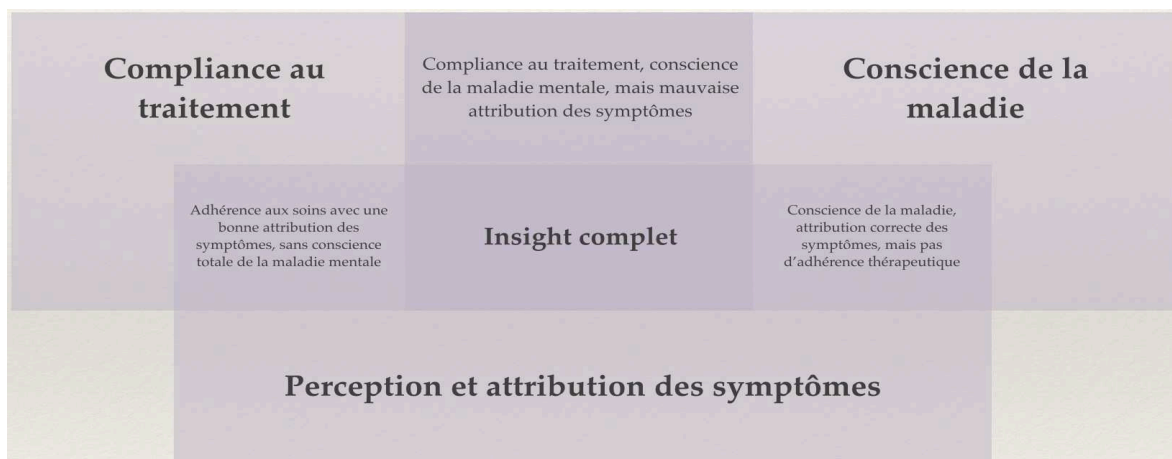 Compliance au
traitement
Compliance au traitement, conscience
de la maladie mentale, mais mauvaise
attribution des symptômes
Conscience de la
maladie
Adhérence aux soins avec une
bonne attribution des
symptômes, sans conscience
totale de la maladie mentale
Insight complet
Conscience de la maladie,
attribution correcte des
symptômes, mais pas
d’adhérence thérapeutique
Perception et attribution des symptômes